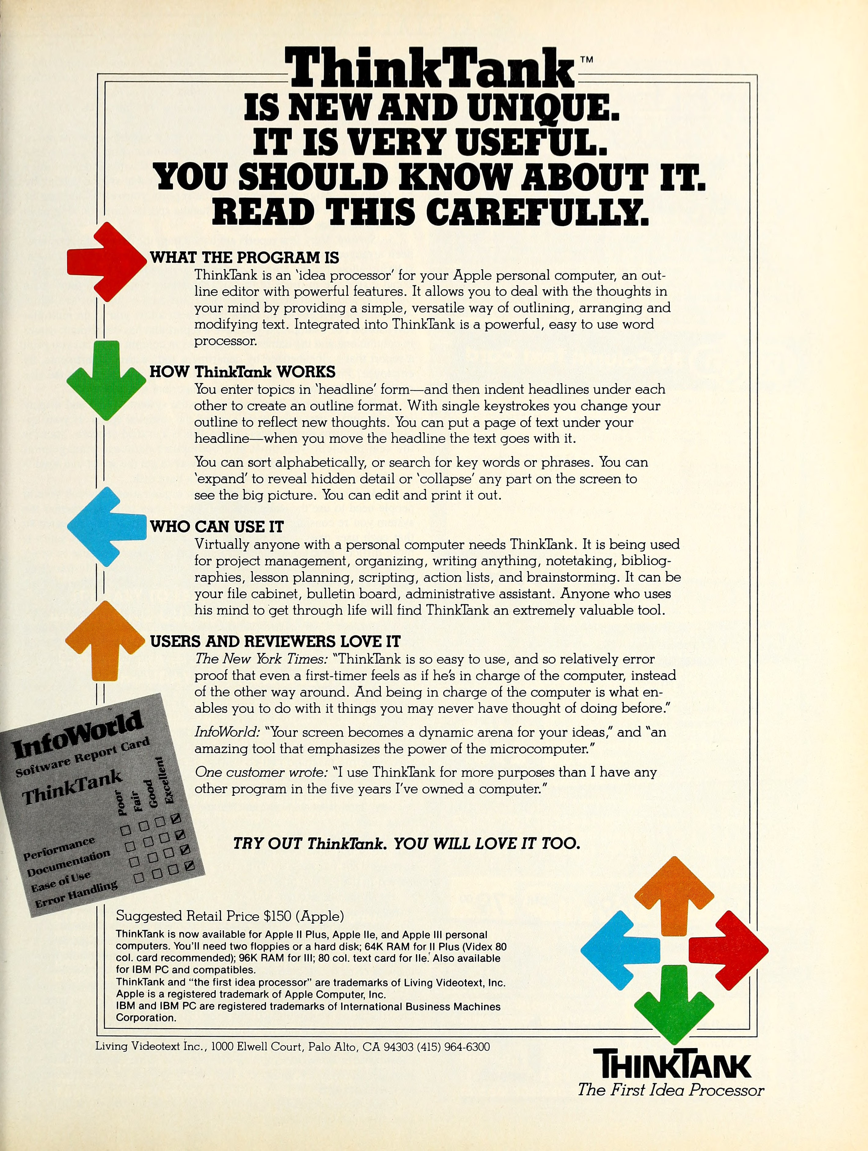 ThinkTank™
IS NEW AND UNIQUE.
IT IS VERY USEFUL.
YOU SHOULD KNOW ABOUT IT.
READ THIS CAREFULLY.
WHAT THE PROGRAM IS
ThinkTank is an 'idea processor' for your Apple personal computer, an out-
line editor with powerful features. It allows you to deal with the thoughts in
your mind by providing a simple, versatile way of outlining, arranging and
modifying text. Integrated into ThinkTank is a powerful, easy to use word
processor.
HOW ThinkTank WORKS
You enter topics in 'headline' form—and then indent headlines under each
other to create an outline format. With single keystrokes you change your
outline to reflect new thoughts. You can put a page of text under your
headline—when you move the headline the text goes with it.
You can sort alphabetically, or search for key words or phrases. You can
'expand' to reveal hidden detail or 'collapse' any part on the screen to
see the big picture. You can edit and print it out.
WHO CAN USE IT
Virtually anyone with a personal computer needs ThinkTank. It is being used
for project management, organizing, writing anything, notetaking, bibliog-
raphies, lesson planning, scripting, action lists, and brainstorming. It can be
your file cabinet, bulletin board, administrative assistant. Anyone who uses
his mind to get through life will find ThinkTank an extremely valuable tool.
USERS AND REVIEWERS LOVE IT
The New York Times: "ThinkTank is so easy to use, and so relatively error
proof that even a first-timer feels as if he's in charge of the computer, instead
of the other way around. And being in charge of the computer is what en-
ables you to do with it things you may never have thought of doing before."
InfoWorld: "Your screen becomes a dynamic arena for your ideas," and "an
amazing tool that emphasizes the power of the microcomputer."
One customer wrote: "I use ThinkTank for more purposes than I have any
other program in the five years I've owned a computer."
InfoWorld
Software Report Card
ThinkTank
Poor
Fair
Good
Excellent
Performance
Documentation
Ease of Use
Error Handling
TRY OUT ThinkTank. YOU WILL LOVE IT TOO.
Suggested Retail Price $150 (Apple)
ThinkTank is now available for Apple II Plus, Apple IIe, and Apple III personal
computers. You'll need two floppies or a hard disk; 64K RAM for II Plus (Videx 80
col. card recommended); 96K RAM for III; 80 col. text card for IIe. Also available
for IBM PC and compatibles.
ThinkTank and "the first idea processor" are trademarks of Living Videotext, Inc.
Apple is a registered trademark of Apple Computer, Inc.
IBM and IBM PC are registered trademarks of International Business Machines
Corporation.
Living Videotext Inc., 1000 Elwell Court, Palo Alto, CA 94303 (415) 964-6300
THINKTANK
The First Idea Processor